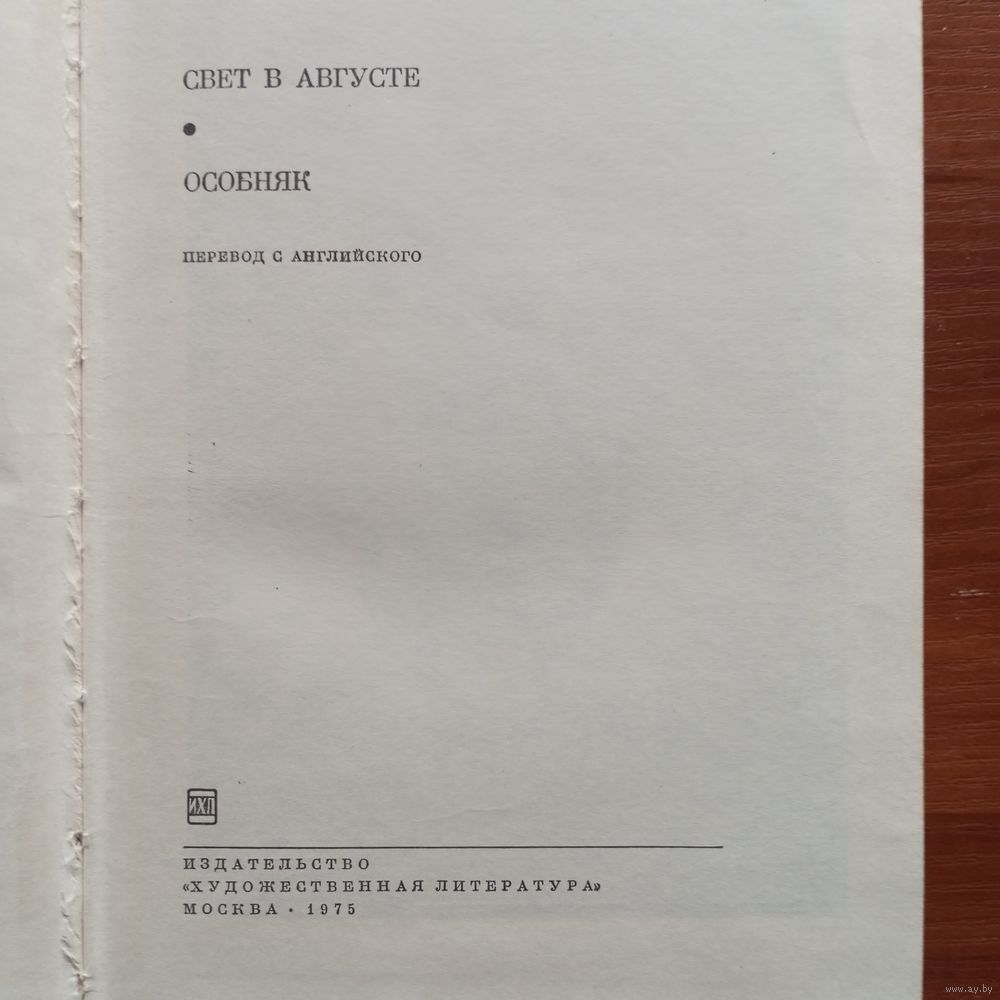 СВЕТ В АВГУСТЕ
•
ОСОБНЯК
ПЕРЕВОД С АНГЛИЙСКОГО
ИХЛ
ИЗДАТЕЛЬСТВО
«ХУДОЖЕСТВЕННАЯ ЛИТЕРАТУРА»
МОСКВА · 1975
www.ay.by